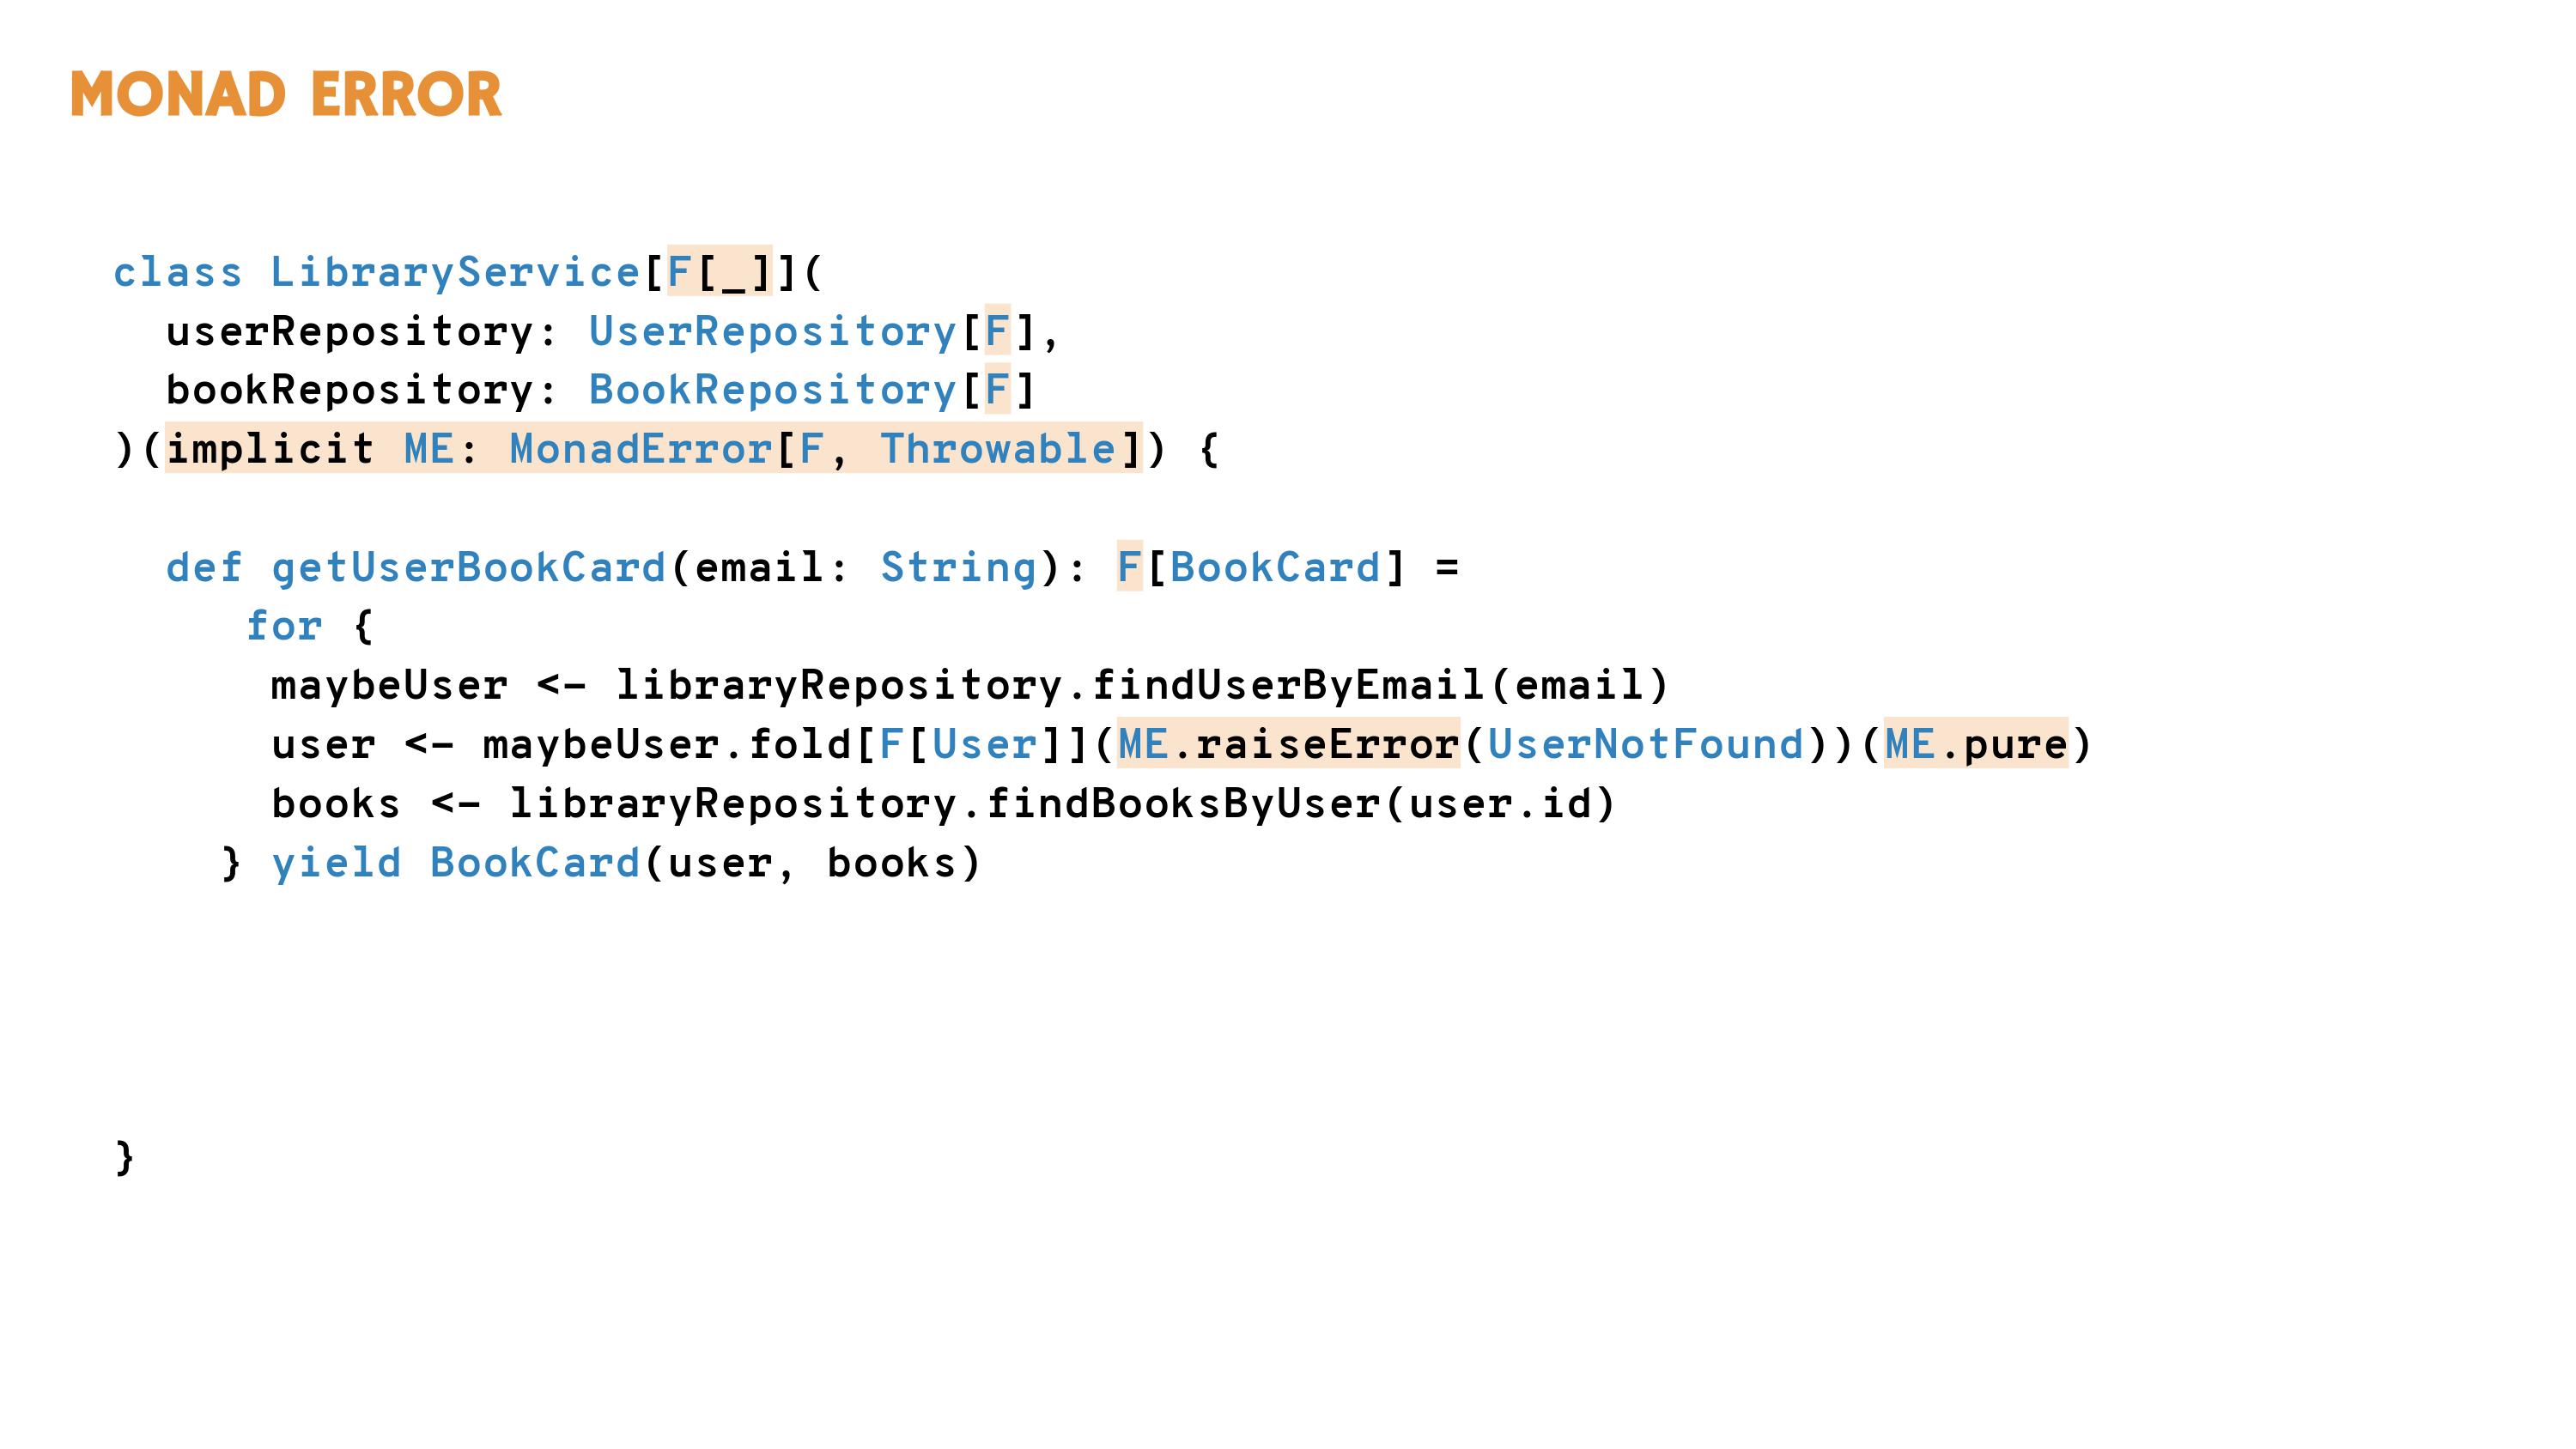 MONAD ERROR
class LibraryService[F[_]](
  userRepository: UserRepository[F],
  bookRepository: BookRepository[F]
)(implicit ME: MonadError[F, Throwable]) {
  def getUserBookCard(email: String): F[BookCard] =
     for {
      maybeUser <- libraryRepository.findUserByEmail(email)
      user <- maybeUser.fold[F[User]](ME.raiseError(UserNotFound))(ME.pure)
      books <- libraryRepository.findBooksByUser(user.id)
    } yield BookCard(user, books)
}